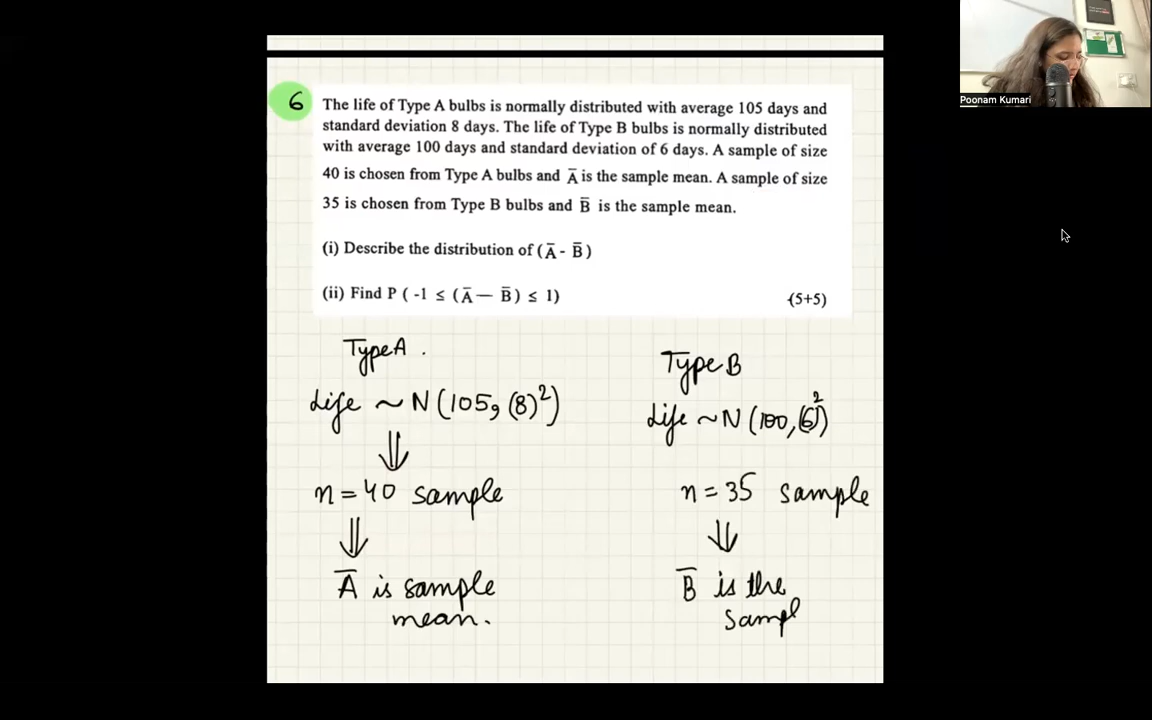 6
The life of Type A bulbs is normally distributed with average 105 days and
standard deviation 8 days. The life of Type B bulbs is normally distributed
with average 100 days and standard deviation of 6 days. A sample of size
40 is chosen from Type A bulbs and A̅ is the sample mean. A sample of size
35 is chosen from Type B bulbs and B̅ is the sample mean.
(i) Describe the distribution of (A̅ - B̅)
(ii) Find P ( -1 ≤ (A̅ — B̅) ≤ 1)
(5+5)
Type A .
Life ~ N(105, (8)²)
⇓
n = 40 sample
⇓
A̅ is sample
mean.
Type B
Life ~ N(100, (6)²)
n = 35 sample
⇓
B̅ is the
sampl
Poonam Kumari